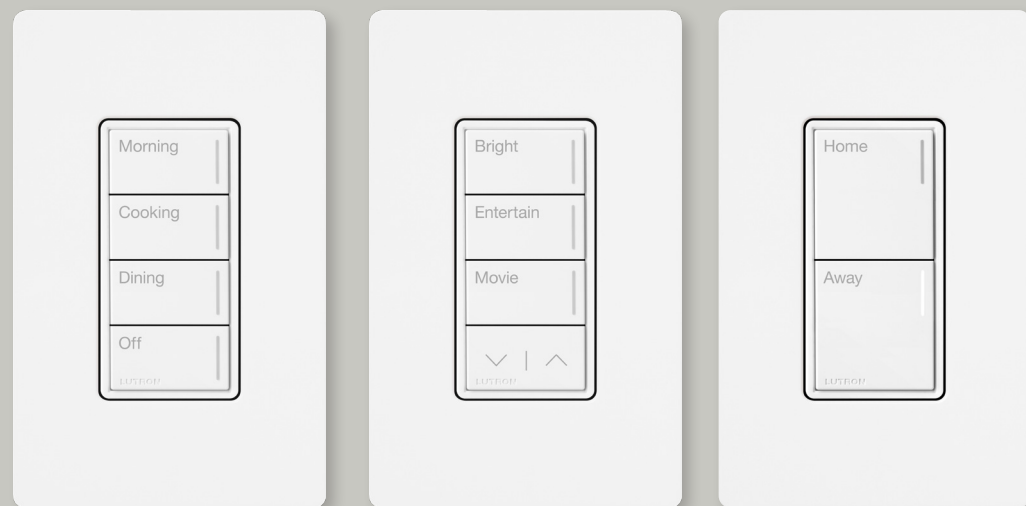 Morning
Cooking
Dining
Off
LUTRON
Bright
Entertain
Movie
LUTRON
Home
Away
LUTRON